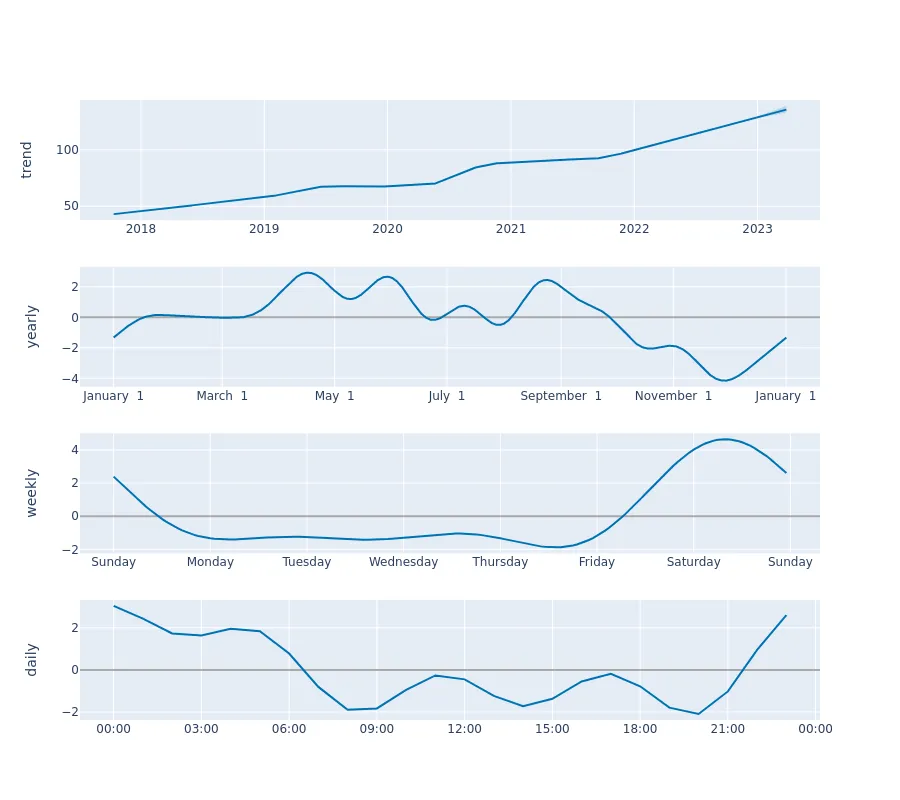 trend
100
50
2018 2019 2020 2021 2022 2023
yearly
2
0
−2
−4
January 1 March 1 May 1 July 1 September 1 November 1 January 1
weekly
4
2
0
−2
Sunday Monday Tuesday Wednesday Thursday Friday Saturday Sunday
daily
2
0
−2
00:00 03:00 06:00 09:00 12:00 15:00 18:00 21:00 00:00